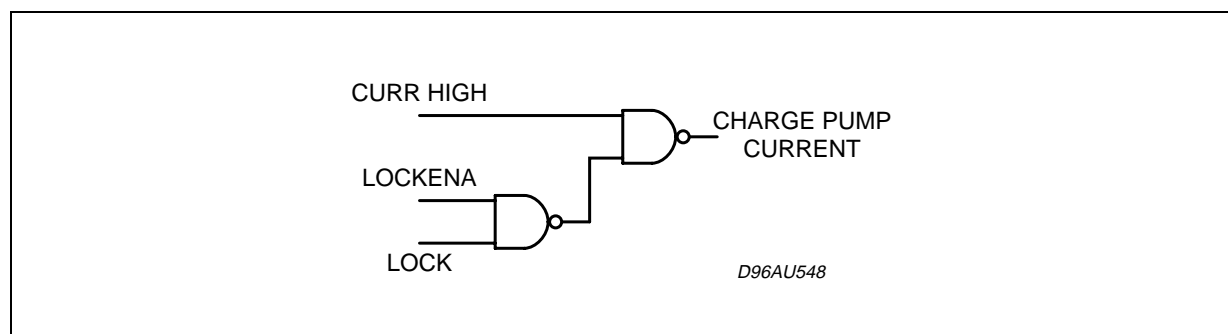 CURR HIGH
CHARGE PUMP
CURRENT
LOCKENA
LOCK
D96AU548